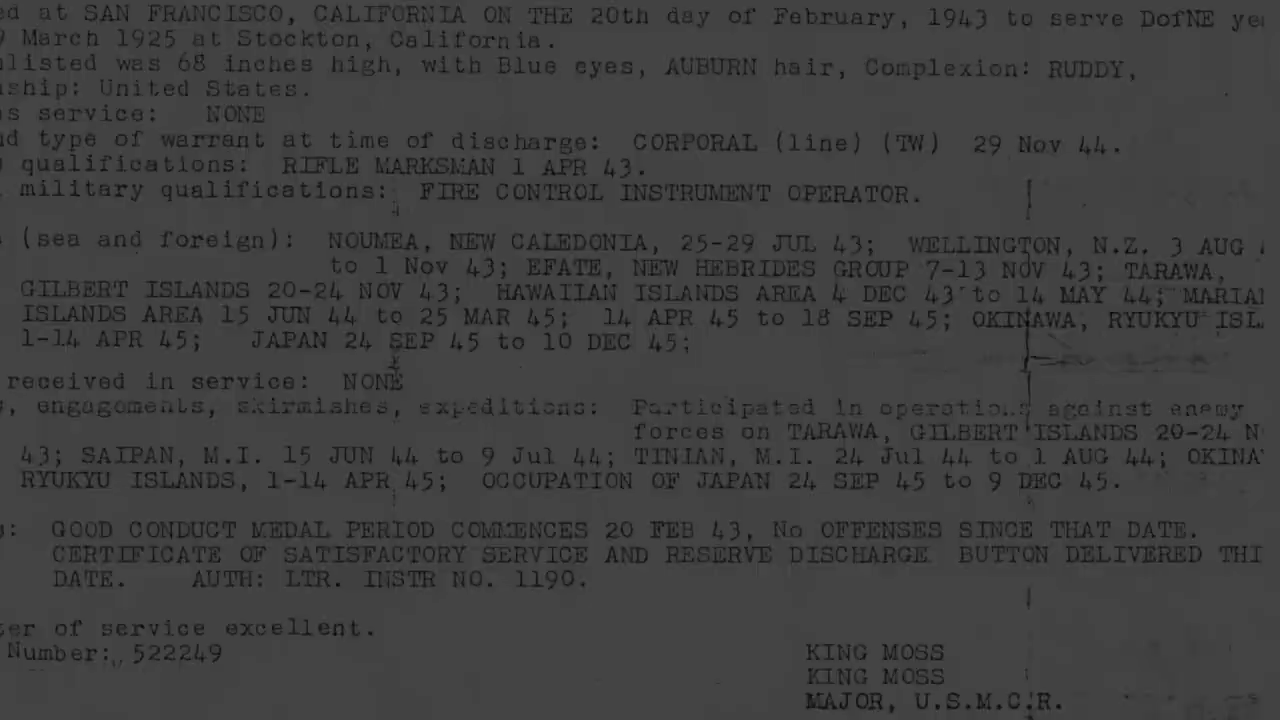 ed at SAN FRANCISCO, CALIFORNIA ON THE 20th day of February, 1943 to serve DofNE ye
9 March 1925 at Stockton, California.
listed was 68 inches high, with Blue eyes, AUBURN hair, Complexion: RUDDY,
ship: United States.
s service: NONE
d type of warrant at time of discharge: CORPORAL (line) (TW) 29 Nov 44.
qualifications: RIFLE MARKSMAN 1 APR 43.
military qualifications: FIRE CONTROL INSTRUMENT OPERATOR.
(sea and foreign): NOUMEA, NEW CALEDONIA, 25-29 JUL 43; WELLINGTON, N.Z. 3 AUG
to 1 Nov 43; EFATE, NEW HEBRIDES GROUP 7-13 NOV 43; TARAWA,
GILBERT ISLANDS 20-24 NOV 43; HAWAIIAN ISLANDS AREA 4 DEC 43 to 14 MAY 44; MARIA
ISLANDS AREA 15 JUN 44 to 25 MAR 45; 14 APR 45 to 18 SEP 45; OKINAWA, RYUKYU ISL
1-14 APR 45; JAPAN 24 SEP 45 to 10 DEC 45;
received in service: NONE
, engagements, skirmishes, expeditions: Participated in operations against enemy
forces on TARAWA, GILBERT ISLANDS 20-24 N
43; SAIPAN, M.I. 15 JUN 44 to 9 Jul 44; TINIAN, M.I. 24 Jul 44 to 1 AUG 44; OKINA
RYUKYU ISLANDS, 1-14 APR 45; OCCUPATION OF JAPAN 24 SEP 45 to 9 DEC 45.
: GOOD CONDUCT MEDAL PERIOD COMMENCES 20 FEB 43, No OFFENSES SINCE THAT DATE.
CERTIFICATE OF SATISFACTORY SERVICE AND RESERVE DISCHARGE BUTTON DELIVERED THI
DATE. AUTH: LTR. INSTR NO. 1190.
er of service excellent.
Number: 522249
KING MOSS
KING MOSS
MAJOR, U.S.M.C.R.